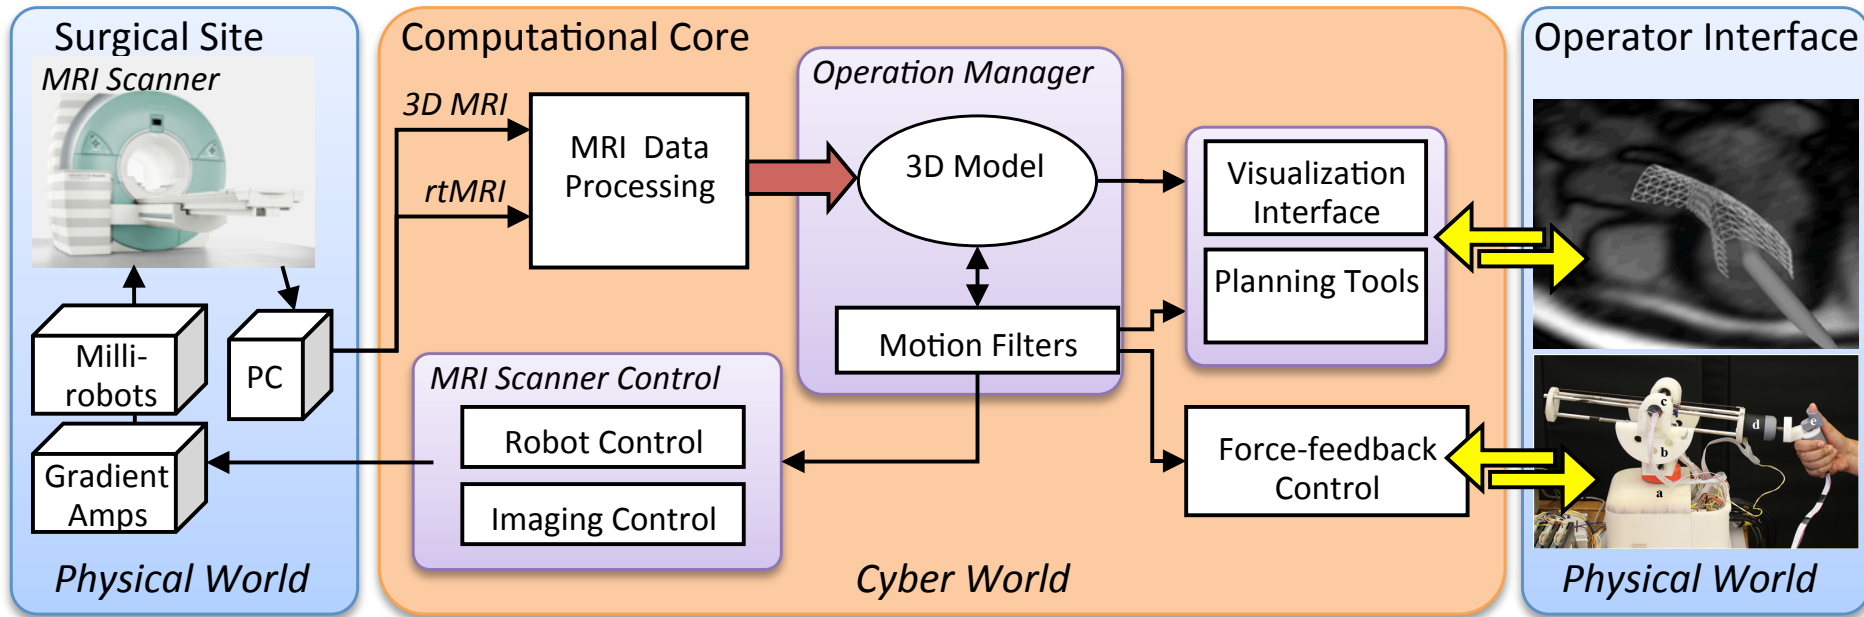 Surgical Site
MRI Scanner
Milli-
robots
PC
Gradient
Amps
Physical World
Computational Core
3D MRI
rtMRI
MRI Data
Processing
Operation Manager
3D Model
Motion Filters
Visualization
Interface
Planning Tools
MRI Scanner Control
Robot Control
Imaging Control
Force-feedback
Control
Cyber World
Operator Interface
c
d
e
b
a
Physical World